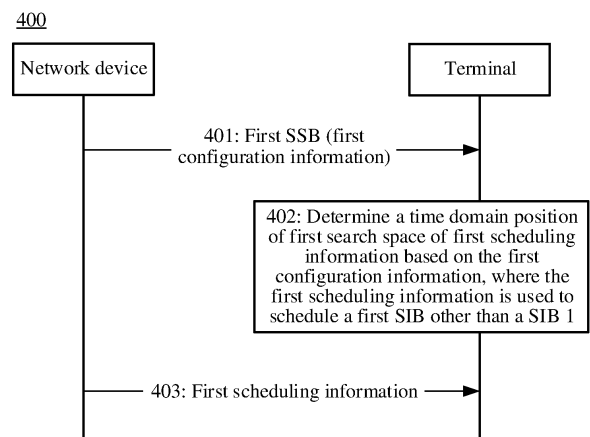 400
Network device
Terminal
401: First SSB (first
configuration information)
402: Determine a time domain position
of first search space of first scheduling
information based on the first
configuration information, where the
first scheduling information is used to
schedule a first SIB other than a SIB 1
403: First scheduling information